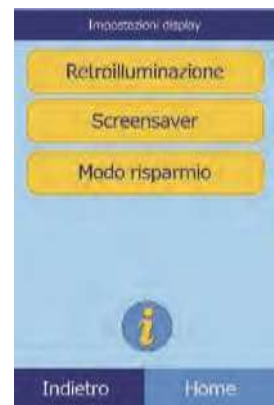 Impostazioni display
Retroilluminazione
Screensaver
Modo risparmio
i
Indietro
Home